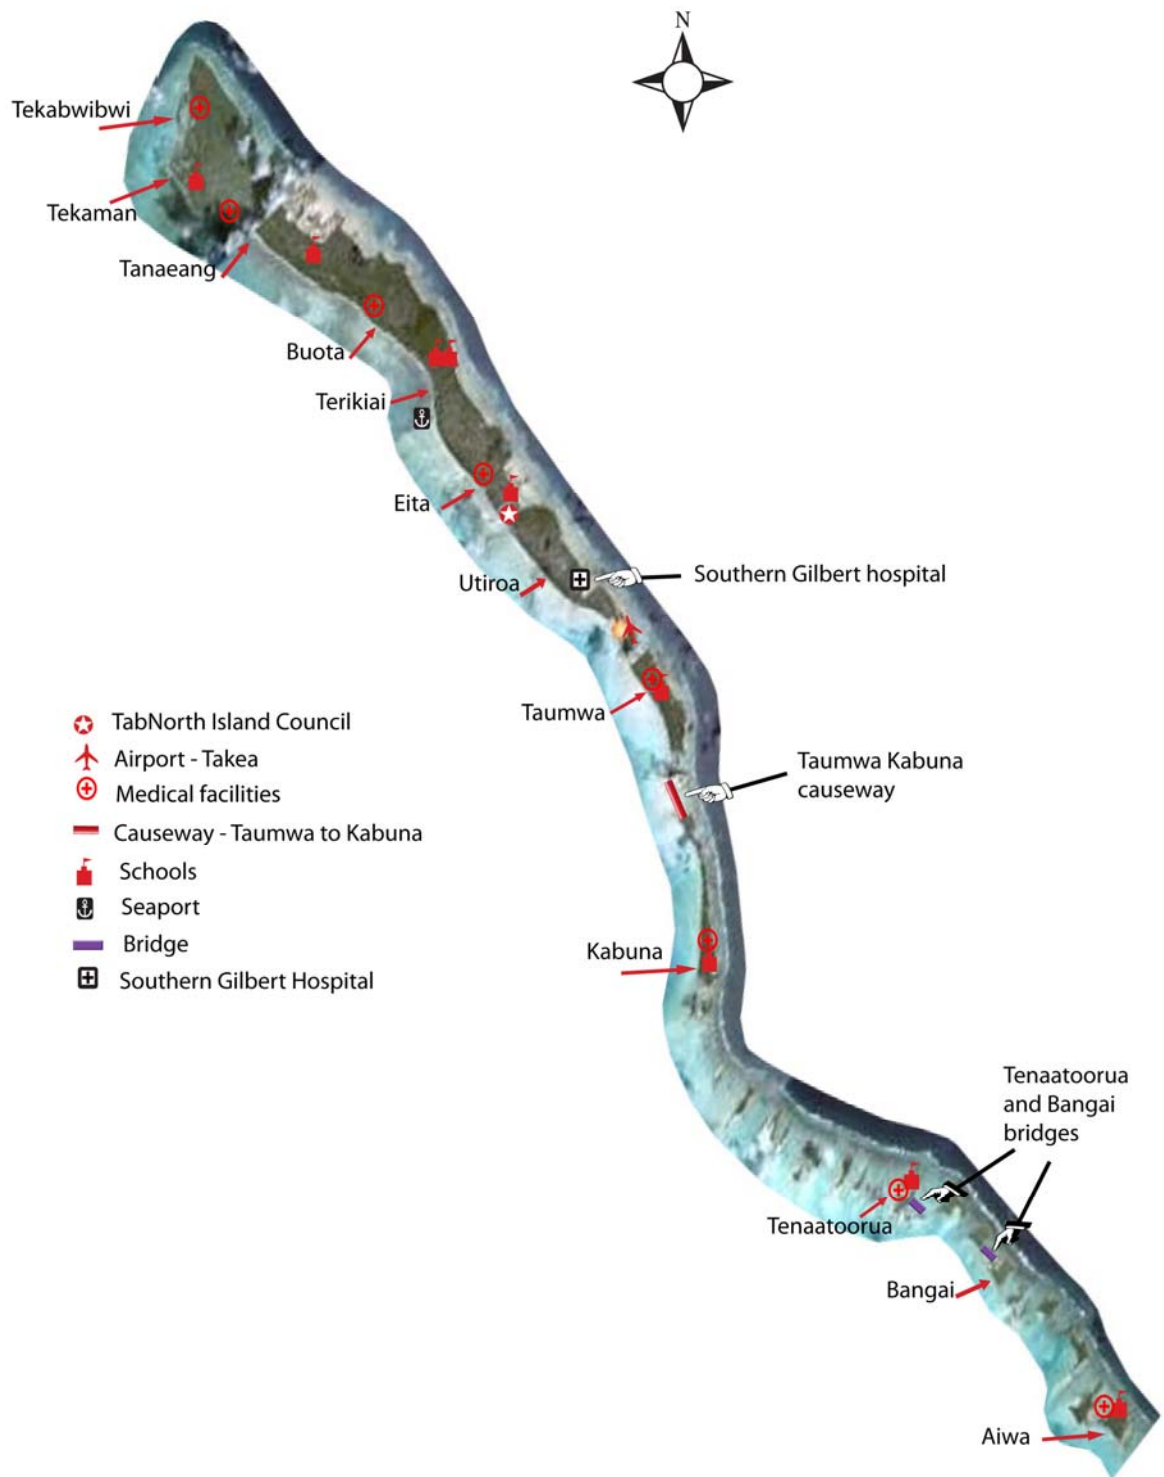 N
Tekabwibwi
Tekaman
Tanaeang
Buota
Terikiai
Eita
Utiroa
Southern Gilbert hospital
Taumwa
TabNorth Island Council
Airport - Takea
Medical facilities
Causeway - Taumwa to Kabuna
Schools
Seaport
Bridge
Southern Gilbert Hospital
Taumwa Kabuna
causeway
Kabuna
Tenaatoorua
and Bangai
bridges
Tenaatoorua
Bangai
Aiwa